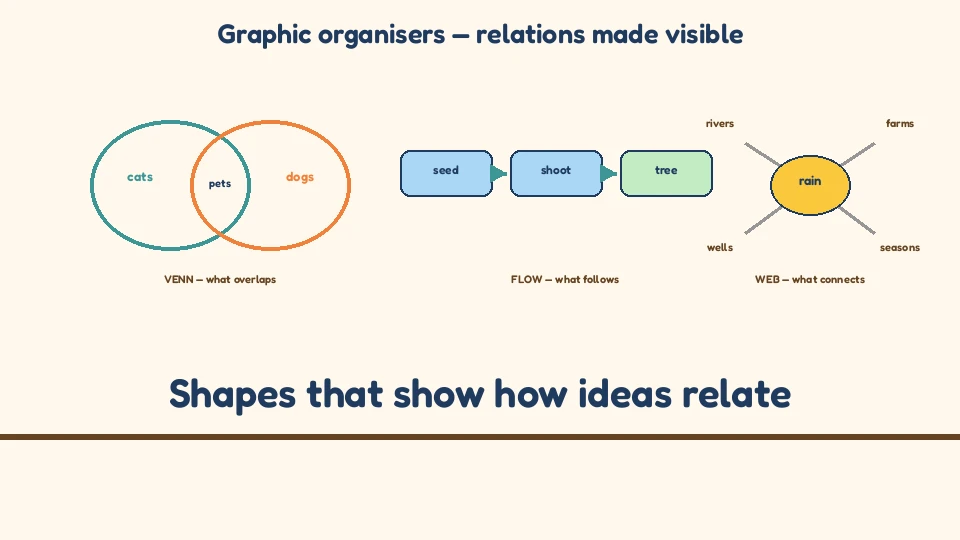 Graphic organisers — relations made visible
cats
pets
dogs
VENN — what overlaps
seed
shoot
tree
FLOW — what follows
rivers
farms
rain
wells
seasons
WEB — what connects
Shapes that show how ideas relate